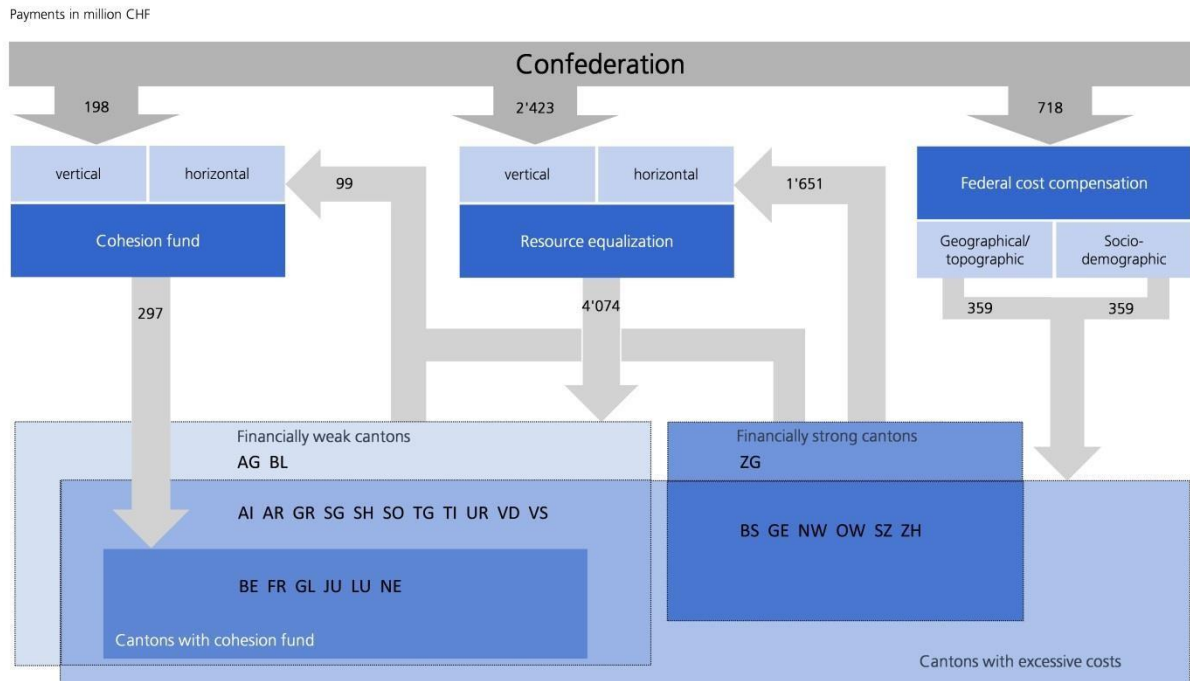 Payments in million CHF
Confederation
198
2'423
718
vertical
horizontal
99
vertical
horizontal
1'651
Federal cost compensation
Cohesion fund
Resource equalization
Geographical/
topographic
Socio-
demographic
297
4'074
359
359
Financially weak cantons
AG BL
Financially strong cantons
ZG
AI AR GR SG SH SO TG TI UR VD VS
BS GE NW OW SZ ZH
BE FR GL JU LU NE
Cantons with cohesion fund
Cantons with excessive costs